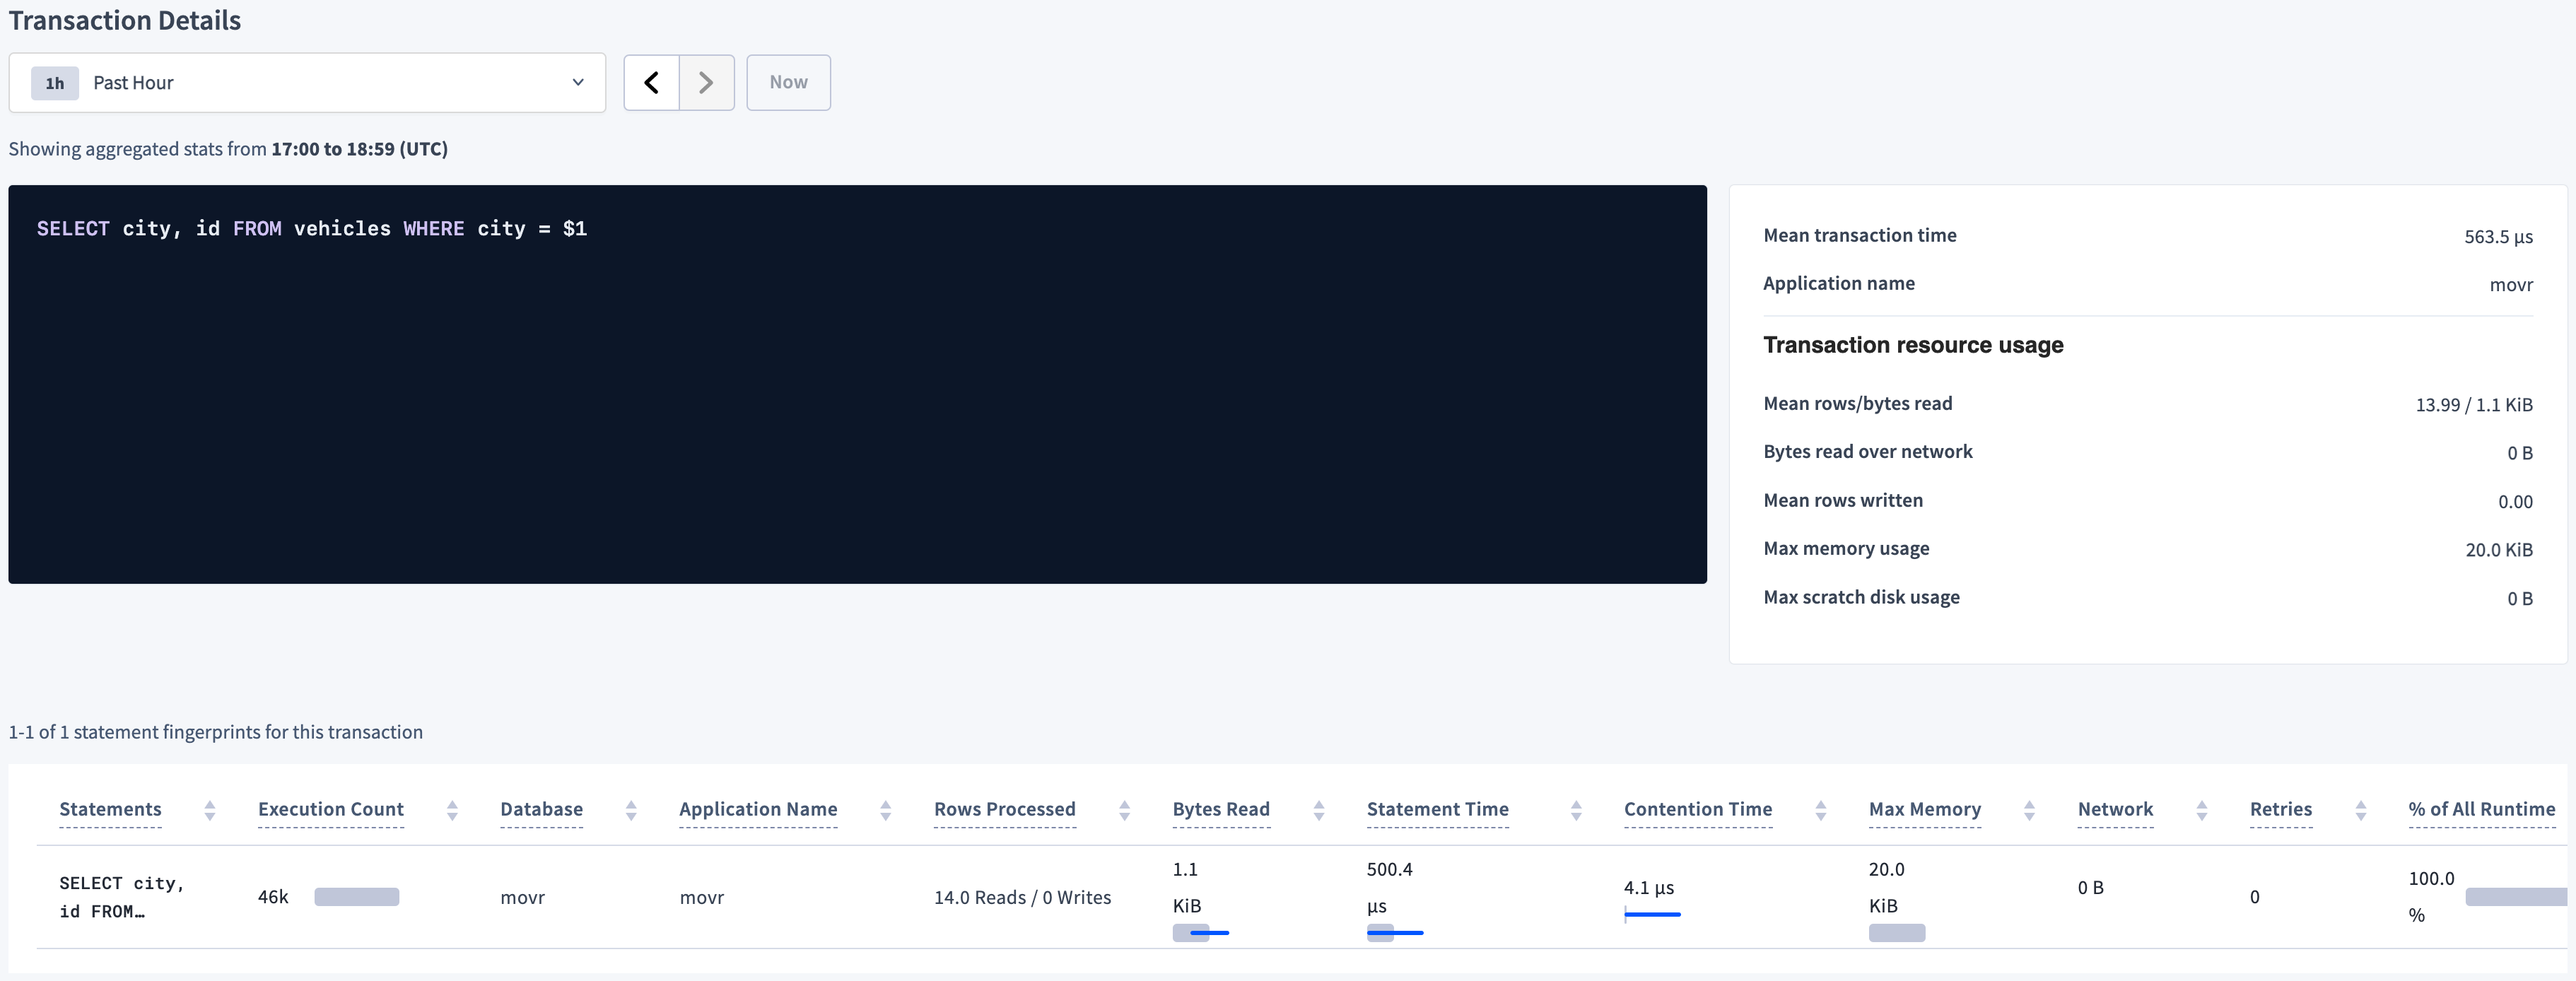 Transaction Details
1h Past Hour
Now
Showing aggregated stats from 17:00 to 18:59 (UTC)
SELECT city, id FROM vehicles WHERE city = $1
Mean transaction time 563.5 µs
Application name movr
Transaction resource usage
Mean rows/bytes read 13.99 / 1.1 KiB
Bytes read over network 0 B
Mean rows written 0.00
Max memory usage 20.0 KiB
Max scratch disk usage 0 B
1-1 of 1 statement fingerprints for this transaction
Statements Execution Count Database Application Name Rows Processed Bytes Read Statement Time Contention Time Max Memory Network Retries % of All Runtime
SELECT city,
id FROM…
46k
movr
movr
14.0 Reads / 0 Writes
1.1
KiB
500.4
µs
4.1 µs
20.0
KiB
0 B
0
100.0
%